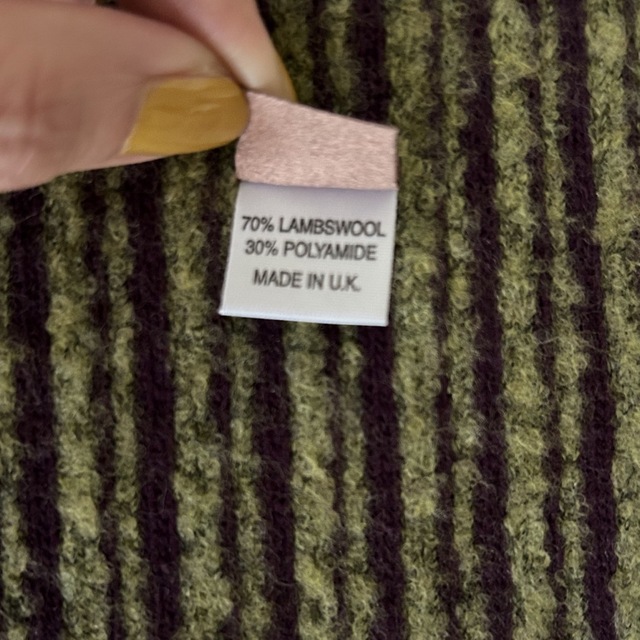 70% LAMBSWOOL
30% POLYAMIDE
MADE IN U.K.